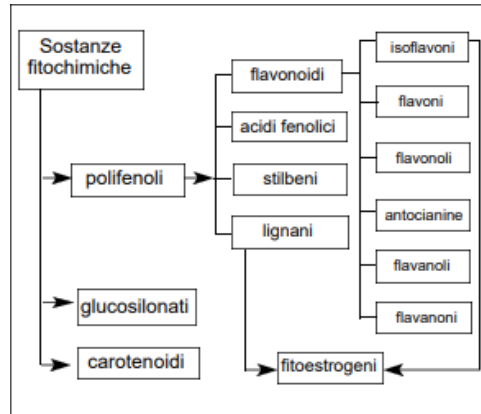 Sostanze
fitochimiche
polifenoli
glucosilonati
carotenoidi
flavonoidi
acidi fenolici
stilbeni
lignani
isoflavoni
flavoni
flavonoli
antocianine
flavanoli
flavanoni
fitoestrogeni